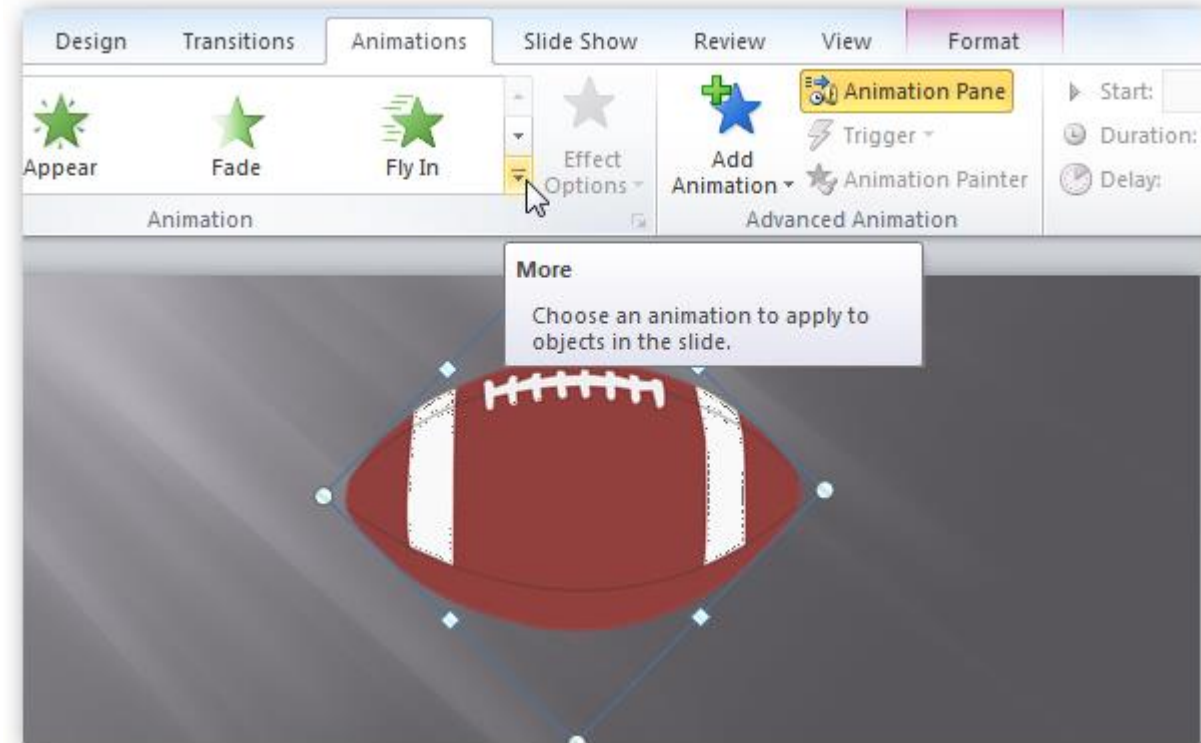 Design Transitions Animations Slide Show Review View Format
Appear Fade Fly In
Effect
Options
Add
Animation
Animation Pane
Trigger
Animation Painter
Start:
Duration:
Delay:
Animation
Advanced Animation
More
Choose an animation to apply to
objects in the slide.